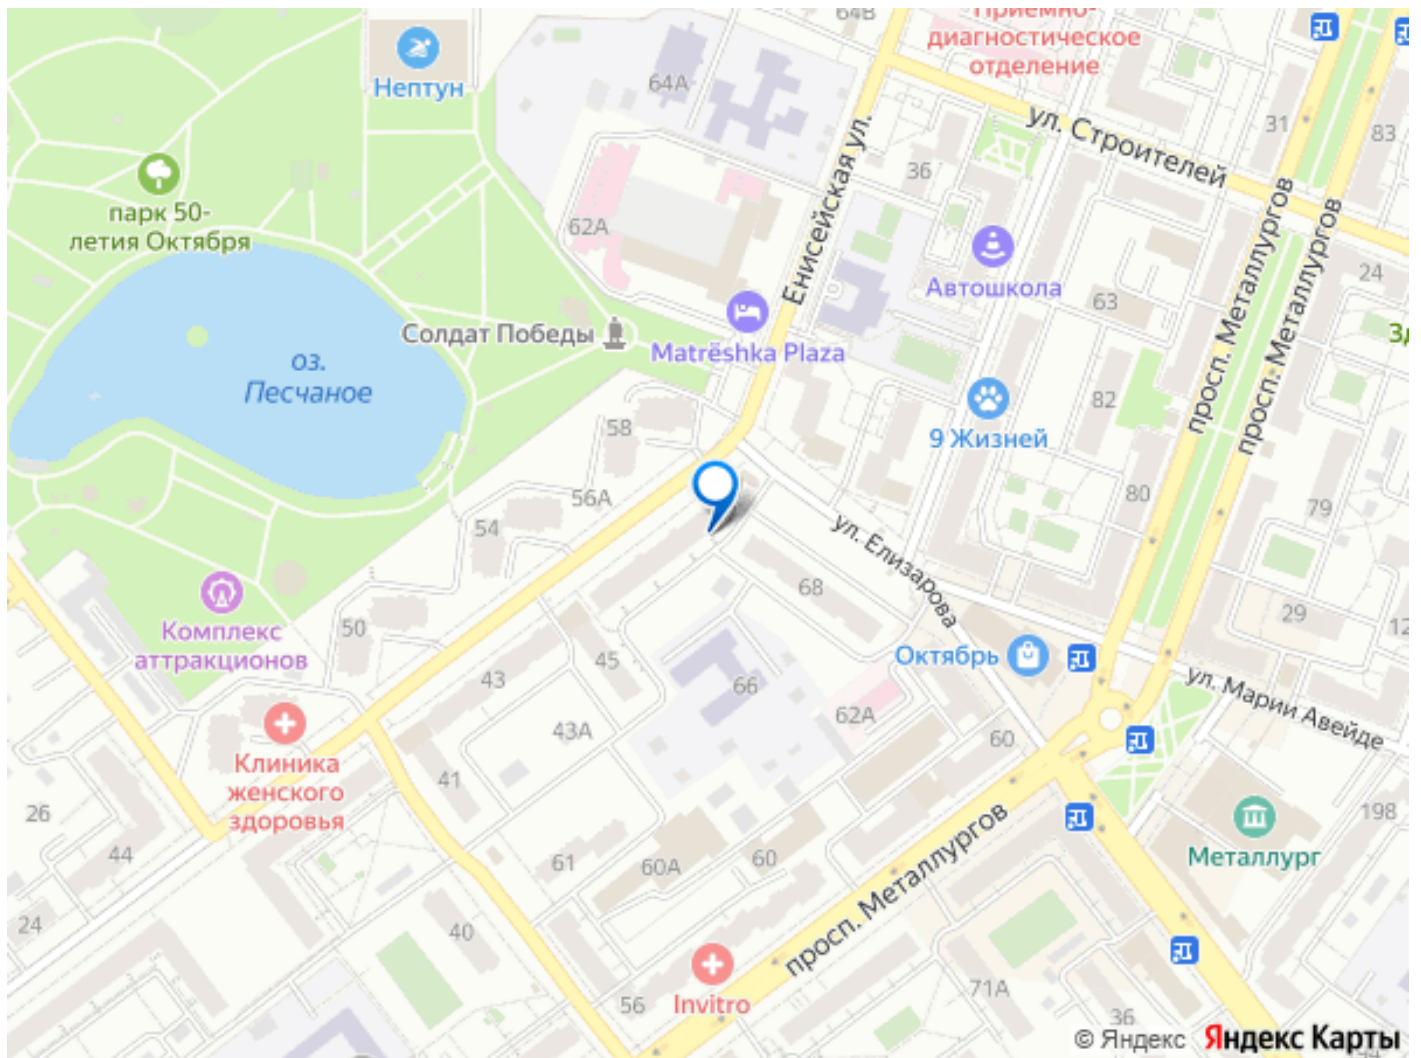 64В
Приёмно-
диагностическое
отделение
Нептун
64А
31
83
ул. Строителей
36
Енисейская ул.
парк 50-
летия Октября
62А
просп. Металлургов
просп. Металлургов
24
Автошкола
63
Солдат Победы
Matrёshka Plaza
оз.
Песчаное
82
58
9 Жизней
56А
80
79
54
ул. Елизарова
68
Комплекс
аттракционов
50
45
43
66
Октябрь
29
12
ул. Марии Авейде
62А
60
43А
41
Клиника
женского
здоровья
26
44
61
60А
60
просп. Металлургов
Металлург
198
24
40
56
Invitro
71А
36
© Яндекс Яндекс Карты